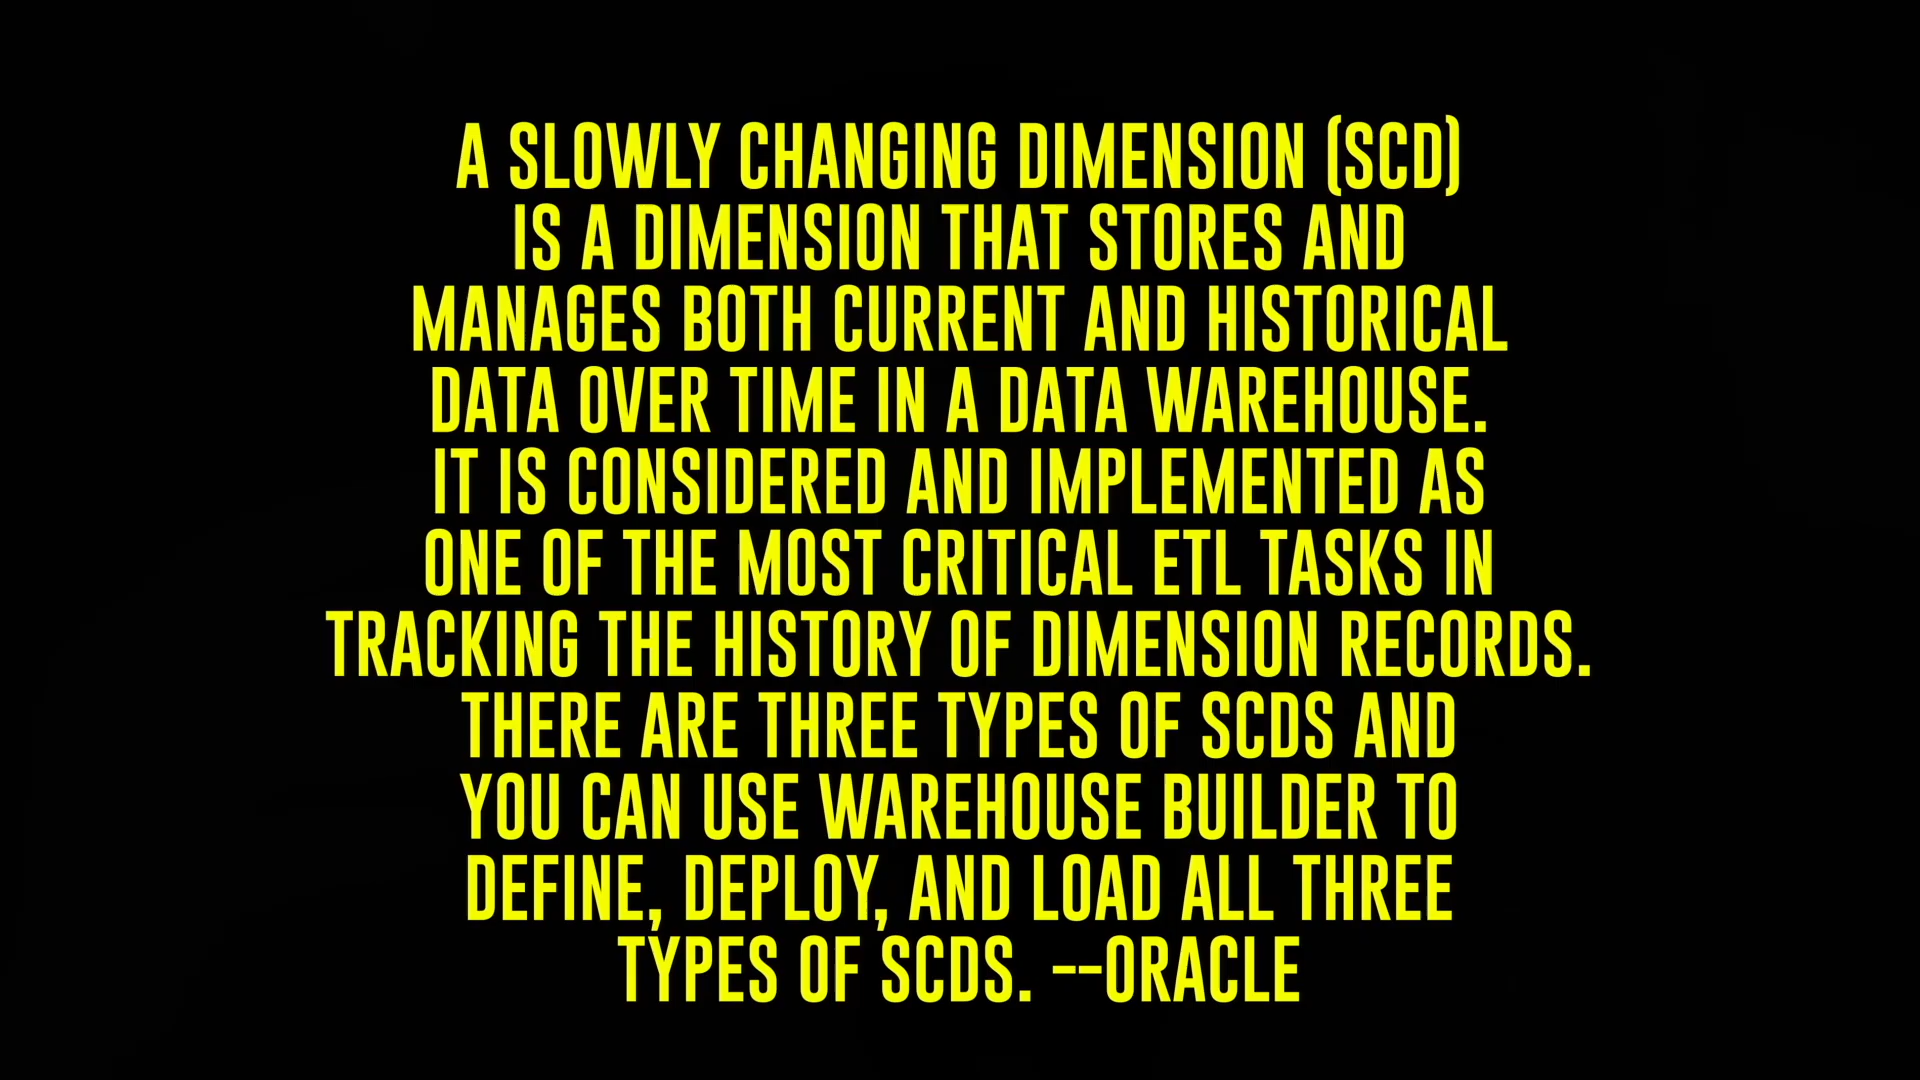 A SLOWLY CHANGING DIMENSION (SCD)
IS A DIMENSION THAT STORES AND
MANAGES BOTH CURRENT AND HISTORICAL
DATA OVER TIME IN A DATA WAREHOUSE.
IT IS CONSIDERED AND IMPLEMENTED AS
ONE OF THE MOST CRITICAL ETL TASKS IN
TRACKING THE HISTORY OF DIMENSION RECORDS.
THERE ARE THREE TYPES OF SCDS AND
YOU CAN USE WAREHOUSE BUILDER TO
DEFINE, DEPLOY, AND LOAD ALL THREE
TYPES OF SCDS. --ORACLE